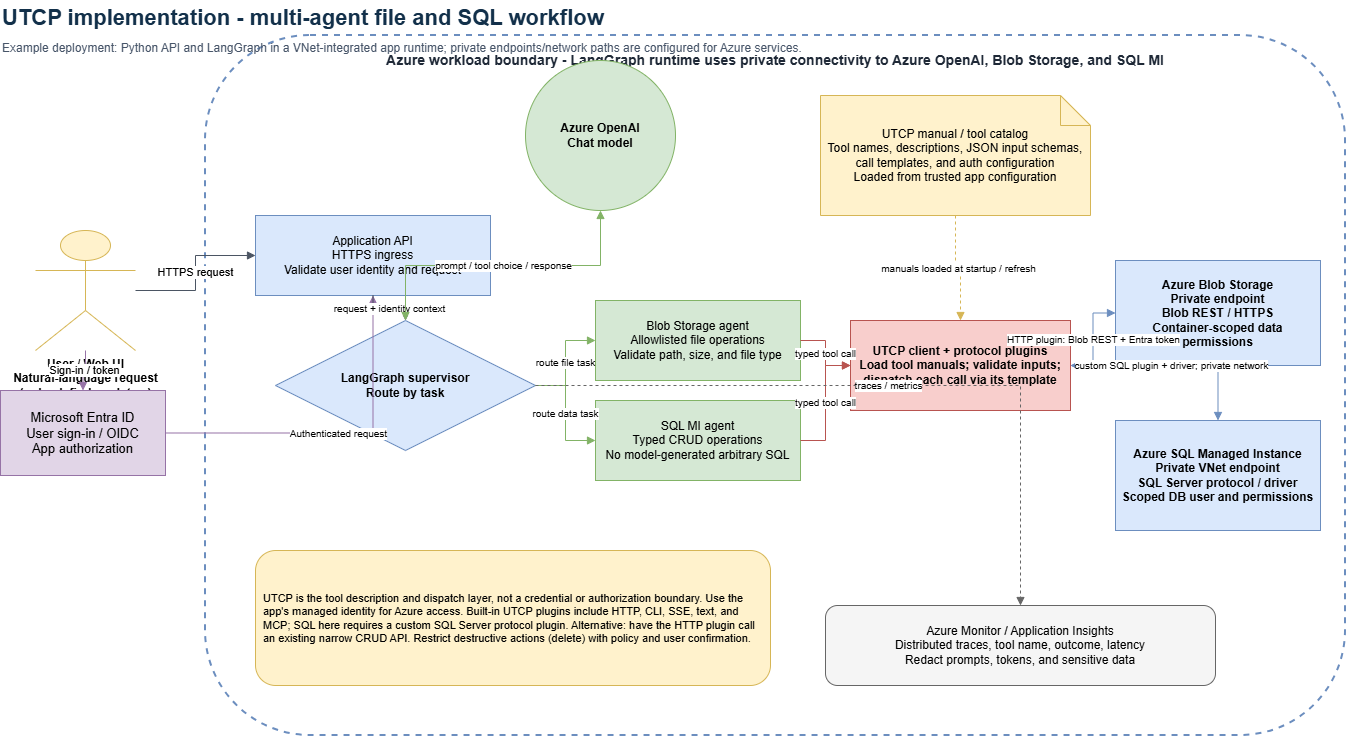 UTCP implementation - multi-agent file and SQL workflow
Example deployment: Python API and LangGraph in a VNet-integrated app runtime; private endpoints/network paths are configured for Azure services.
Azure workload boundary - LangGraph runtime uses private connectivity to Azure OpenAI, Blob Storage, and SQL MI
Azure OpenAI
Chat model
UTCP manual / tool catalog
Tool names, descriptions, JSON input schemas,
call templates, and auth configuration
Loaded from trusted app configuration
Application API
HTTPS ingress
Validate user identity and request
prompt / tool choice / response
HTTPS request
manuals loaded at startup / refresh
request + identity context
User / Web UI
Sign-in / token
Natural-language request
Microsoft Entra ID
User sign-in / OIDC
App authorization
Authenticated request
LangGraph supervisor
Route by task
route file task
route data task
Blob Storage agent
Allowlisted file operations
Validate path, size, and file type
SQL MI agent
Typed CRUD operations
No model-generated arbitrary SQL
typed tool call
typed tool call
UTCP client + protocol plugins
Load tool manuals; validate inputs;
dispatch each call via its template
traces / metrics
HTTP plugin: Blob REST + Entra token
custom SQL plugin + driver; private network
Azure Blob Storage
Private endpoint
Blob REST / HTTPS
Container-scoped data
permissions
Azure SQL Managed Instance
Private VNet endpoint
SQL Server protocol / driver
Scoped DB user and permissions
UTCP is the tool description and dispatch layer, not a credential or authorization boundary. Use the
app's managed identity for Azure access. Built-in UTCP plugins include HTTP, CLI, SSE, text, and
MCP; SQL here requires a custom SQL Server protocol plugin. Alternative: have the HTTP plugin call
an existing narrow CRUD API. Restrict destructive actions (delete) with policy and user confirmation.
Azure Monitor / Application Insights
Distributed traces, tool name, outcome, latency
Redact prompts, tokens, and sensitive data